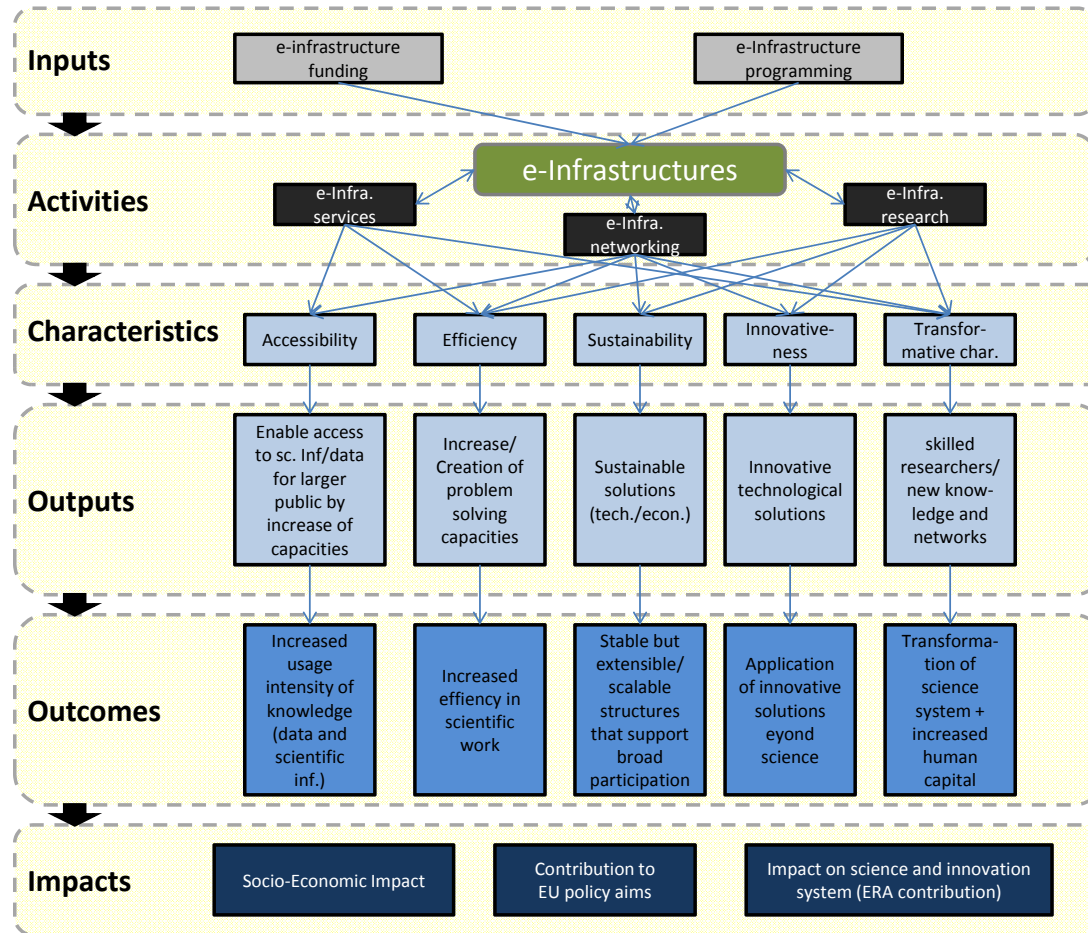 Inputs
e-infrastructure
funding
e-Infrastructure
programming
Activities
e-Infrastructures
e-Infra.
services
e-Infra.
networking
e-Infra.
research
Characteristics
Accessibility
Efficiency
Sustainability
Innovative-
ness
Transfor-
mative char.
Outputs
Enable access
to sc. Inf/data
for larger
public by
increase of
capacities
Increase/
Creation of
problem
solving
capacities
Sustainable
solutions
(tech./econ.)
Innovative
technological
solutions
skilled
researchers/
new know-
ledge and
networks
Outcomes
Increased
usage
intensity of
knowledge
(data and
scientific
inf.)
Increased
effiency in
scientific
work
Stable but
extensible/
scalable
structures
that support
broad
participation
Application
of innovative
solutions
eyond
science
Transforma-
tion of
science
system +
increased
human
capital
Impacts
Socio-Economic Impact
Contribution to
EU policy aims
Impact on science and innovation
system (ERA contribution)